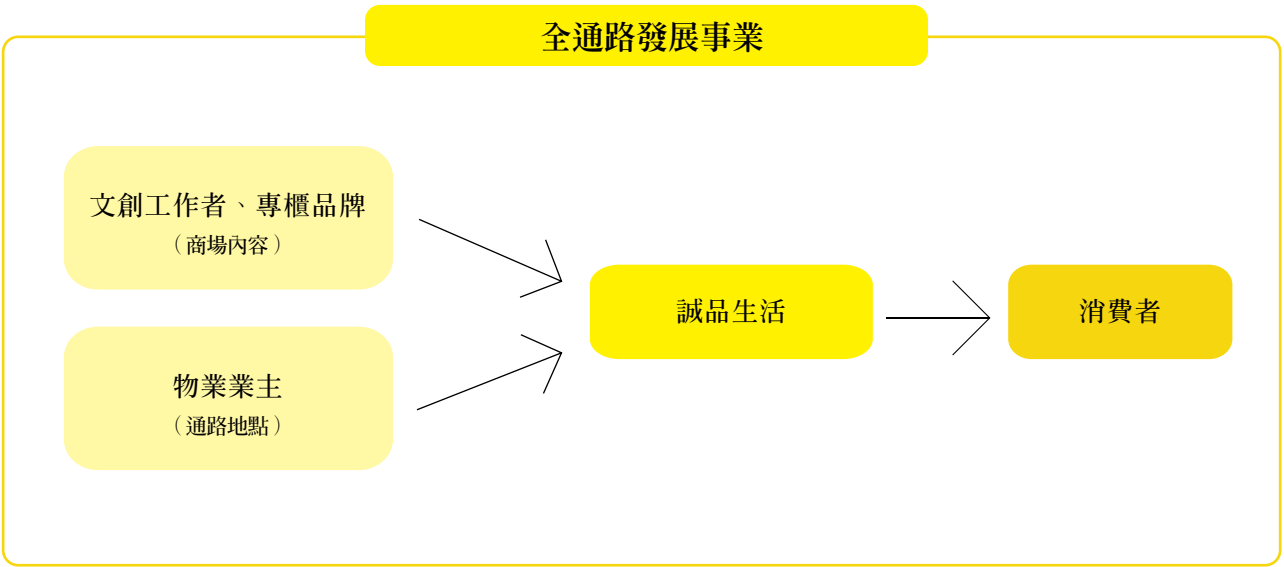 全通路發展事業
文創工作者、專櫃品牌
（商場內容）
物業業主
（通路地點）
誠品生活
消費者